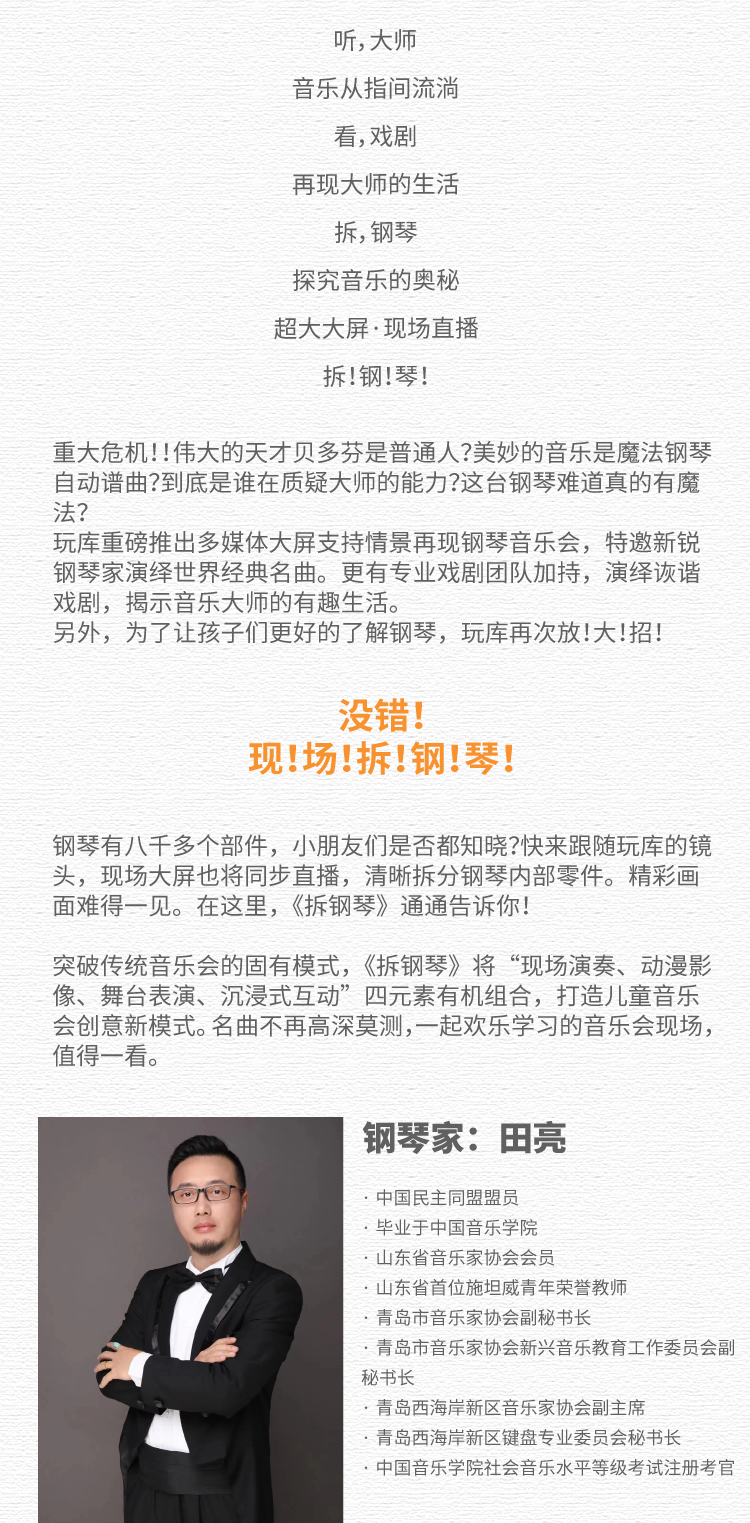 听，大师
音乐从指间流淌
看，戏剧
再现大师的生活
拆，钢琴
探究音乐的奥秘
超大大屏·现场直播
拆！钢！琴！
重大危机！！伟大的天才贝多芬是普通人？美妙的音乐是魔法钢琴
自动谱曲？到底是谁在质疑大师的能力？这台钢琴难道真的有魔
法？
玩库重磅推出多媒体大屏支持情景再现钢琴音乐会，特邀新锐
钢琴家演绎世界经典名曲。更有专业戏剧团队加持，演绎诙谐
戏剧，揭示音乐大师的有趣生活。
另外，为了让孩子们更好的了解钢琴，玩库再次放！大！招！
没错！
现！场！拆！钢！琴！
钢琴有八千多个部件，小朋友们是否都知晓？快来跟随玩库的镜
头，现场大屏也将同步直播，清晰拆分钢琴内部零件。精彩画
面难得一见。在这里，《拆钢琴》通通告诉你！
突破传统音乐会的固有模式，《拆钢琴》将“现场演奏、动漫影
像、舞台表演、沉浸式互动”四元素有机组合，打造儿童音乐
会创意新模式。名曲不再高深莫测，一起欢乐学习的音乐会现场，
值得一看。
钢琴家：田亮
· 中国民主同盟盟员
· 毕业于中国音乐学院
· 山东省音乐家协会会员
· 山东省首位施坦威青年荣誉教师
· 青岛市音乐家协会副秘书长
· 青岛市音乐家协会新兴音乐教育工作委员会副
秘书长
· 青岛西海岸新区音乐家协会副主席
· 青岛西海岸新区键盘专业委员会秘书长
· 中国音乐学院社会音乐水平等级考试注册考官